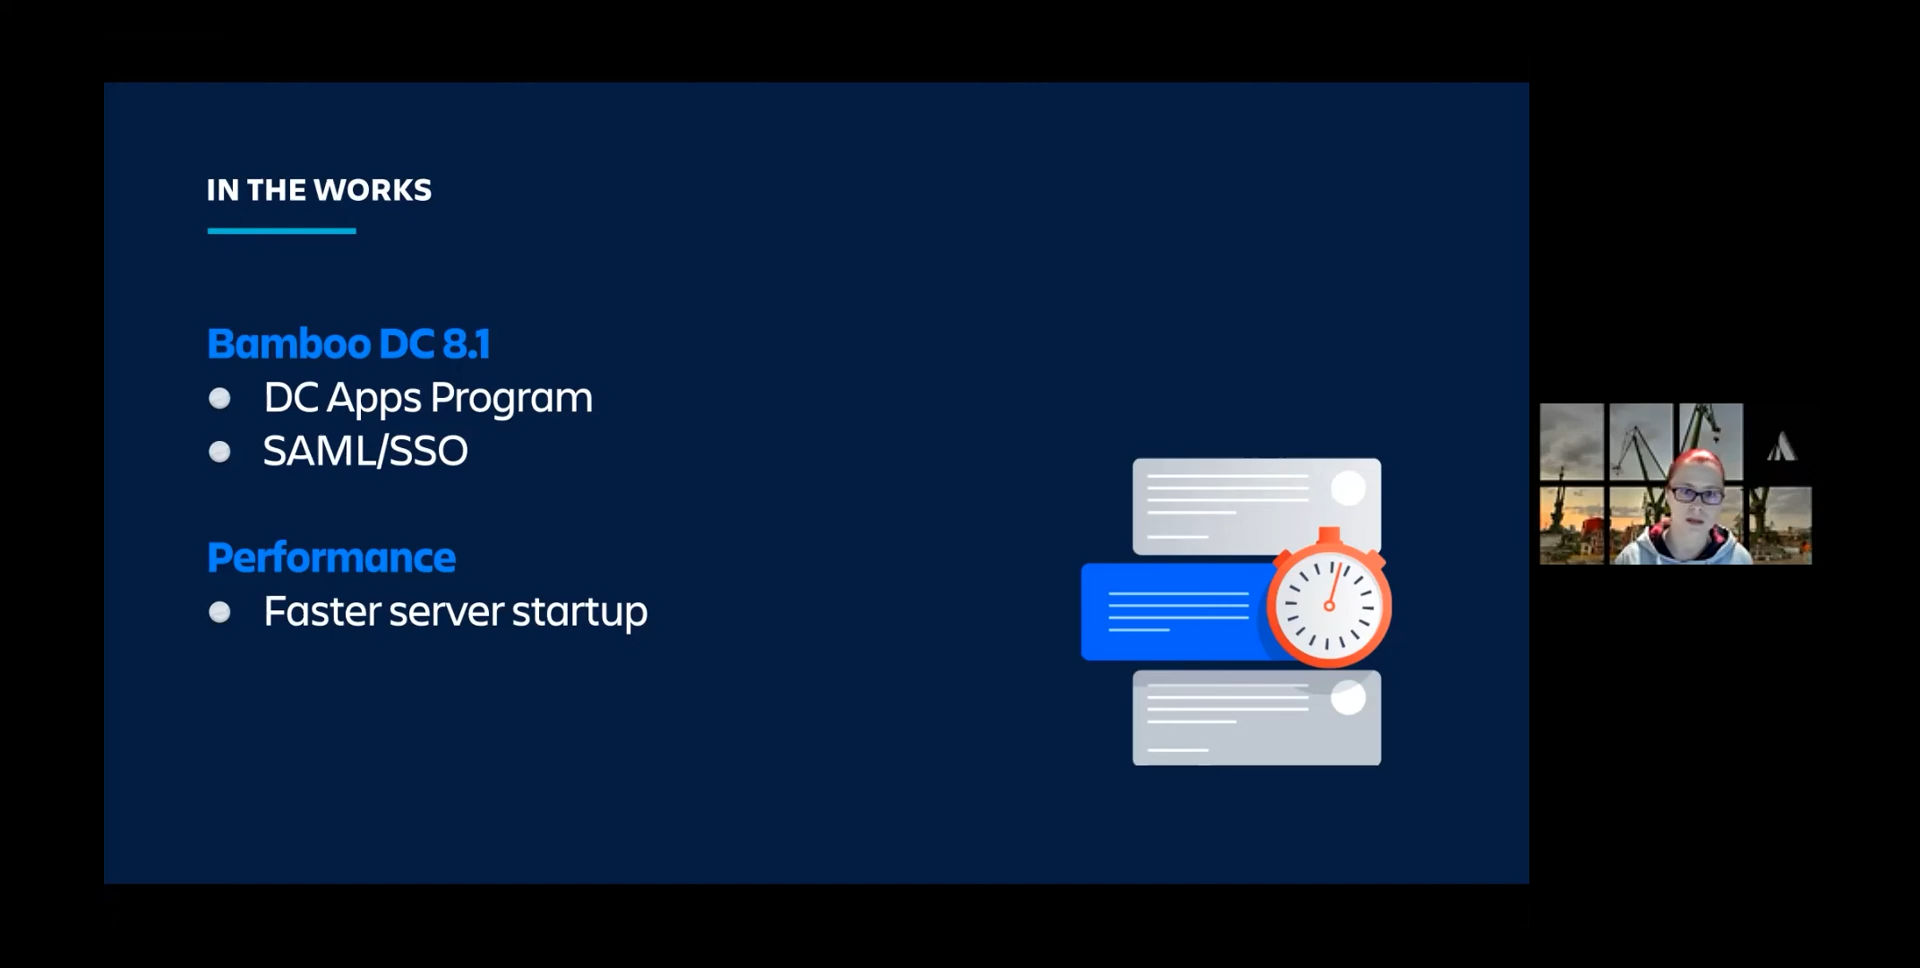 IN THE WORKS
Bamboo DC 8.1
DC Apps Program
SAML/SSO
Performance
Faster server startup